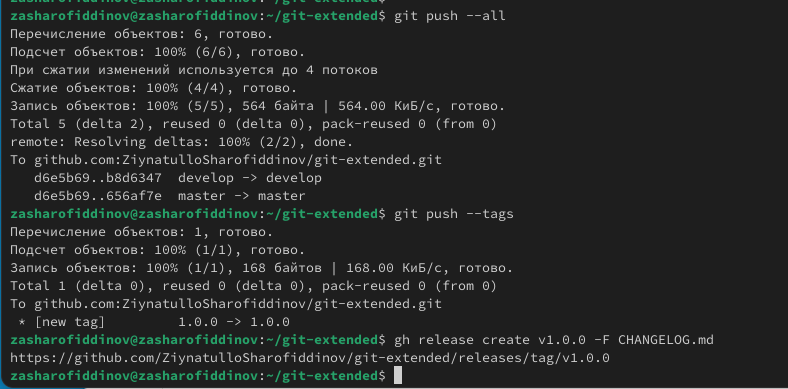 zasharofiddinov@zasharofiddinov:~/git-extended$ git push --all
Перечисление объектов: 6, готово.
Подсчет объектов: 100% (6/6), готово.
При сжатии изменений используется до 4 потоков
Сжатие объектов: 100% (4/4), готово.
Запись объектов: 100% (5/5), 564 байта | 564.00 КиБ/с, готово.
Total 5 (delta 2), reused 0 (delta 0), pack-reused 0 (from 0)
remote: Resolving deltas: 100% (2/2), done.
To github.com:ZiynatulloSharofiddinov/git-extended.git
   d6e5b69..b8d6347  develop -> develop
   d6e5b69..656af7e  master -> master
zasharofiddinov@zasharofiddinov:~/git-extended$ git push --tags
Перечисление объектов: 1, готово.
Подсчет объектов: 100% (1/1), готово.
Запись объектов: 100% (1/1), 168 байтов | 168.00 КиБ/с, готово.
Total 1 (delta 0), reused 0 (delta 0), pack-reused 0 (from 0)
To github.com:ZiynatulloSharofiddinov/git-extended.git
 * [new tag]         1.0.0 -> 1.0.0
zasharofiddinov@zasharofiddinov:~/git-extended$ gh release create v1.0.0 -F CHANGELOG.md
https://github.com/ZiynatulloSharofiddinov/git-extended/releases/tag/v1.0.0
zasharofiddinov@zasharofiddinov:~/git-extended$